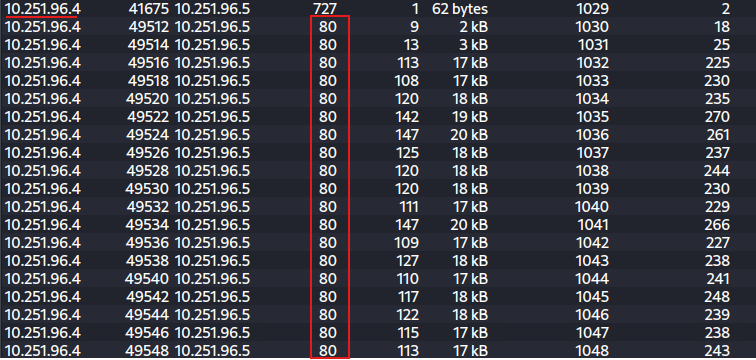 10.251.96.4 41675 10.251.96.5 727 1 62 bytes 1029 2
10.251.96.4 49512 10.251.96.5 80 9 2 kB 1030 18
10.251.96.4 49514 10.251.96.5 80 13 3 kB 1031 25
10.251.96.4 49516 10.251.96.5 80 113 17 kB 1032 225
10.251.96.4 49518 10.251.96.5 80 108 17 kB 1033 230
10.251.96.4 49520 10.251.96.5 80 120 18 kB 1034 235
10.251.96.4 49522 10.251.96.5 80 142 19 kB 1035 270
10.251.96.4 49524 10.251.96.5 80 147 20 kB 1036 261
10.251.96.4 49526 10.251.96.5 80 125 18 kB 1037 237
10.251.96.4 49528 10.251.96.5 80 120 18 kB 1038 244
10.251.96.4 49530 10.251.96.5 80 120 18 kB 1039 230
10.251.96.4 49532 10.251.96.5 80 111 17 kB 1040 229
10.251.96.4 49534 10.251.96.5 80 147 20 kB 1041 266
10.251.96.4 49536 10.251.96.5 80 109 17 kB 1042 227
10.251.96.4 49538 10.251.96.5 80 127 18 kB 1043 238
10.251.96.4 49540 10.251.96.5 80 110 17 kB 1044 241
10.251.96.4 49542 10.251.96.5 80 117 18 kB 1045 248
10.251.96.4 49544 10.251.96.5 80 122 18 kB 1046 239
10.251.96.4 49546 10.251.96.5 80 115 17 kB 1047 238
10.251.96.4 49548 10.251.96.5 80 113 17 kB 1048 243